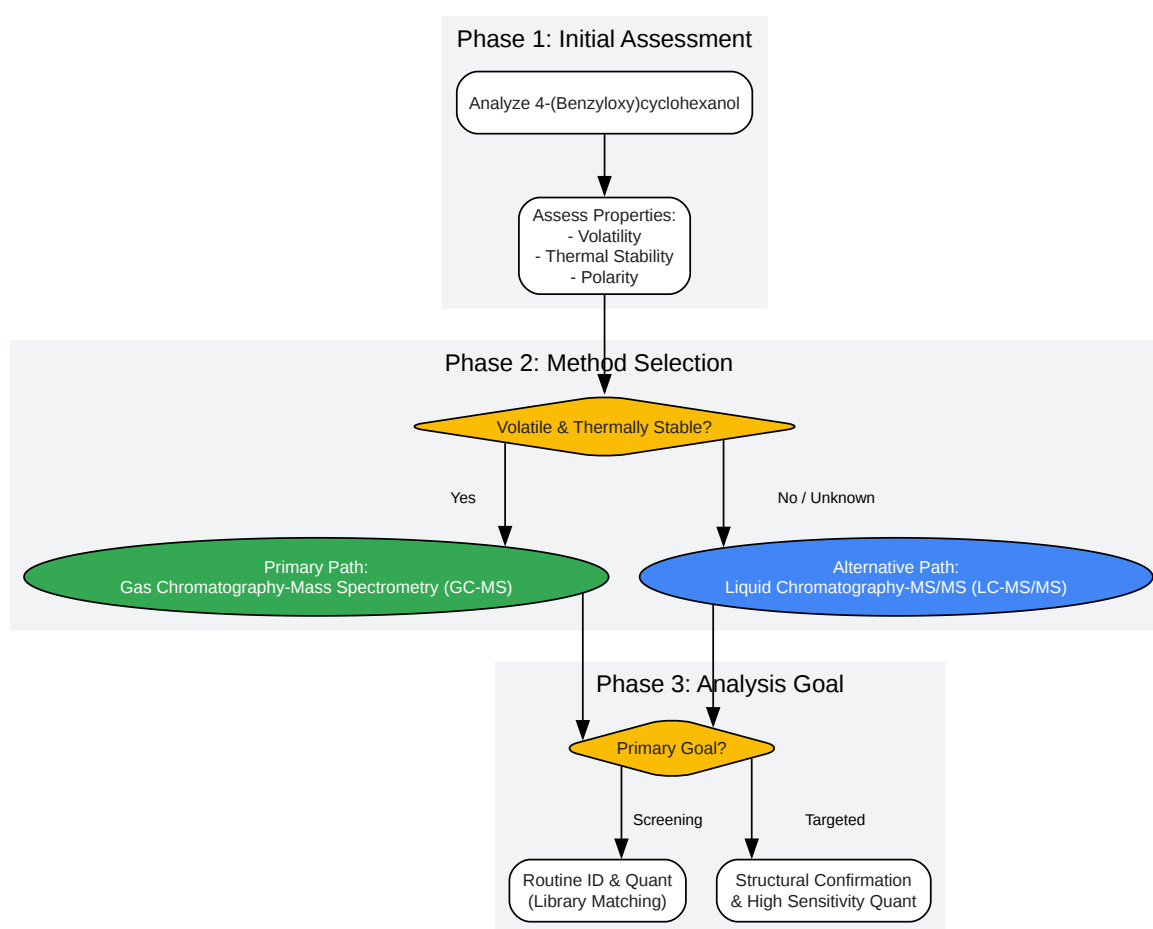 Phase 1: Initial Assessment
Analyze 4-(Benzyloxy)cyclohexanol
Assess Properties:
- Volatility
- Thermal Stability
- Polarity
Phase 2: Method Selection
Volatile & Thermally Stable?
Yes
No / Unknown
Primary Path:
Gas Chromatography-Mass Spectrometry (GC-MS)
Alternative Path:
Liquid Chromatography-MS/MS (LC-MS/MS)
Phase 3: Analysis Goal
Primary Goal?
Screening
Targeted
Routine ID & Quant
(Library Matching)
Structural Confirmation
& High Sensitivity Quant